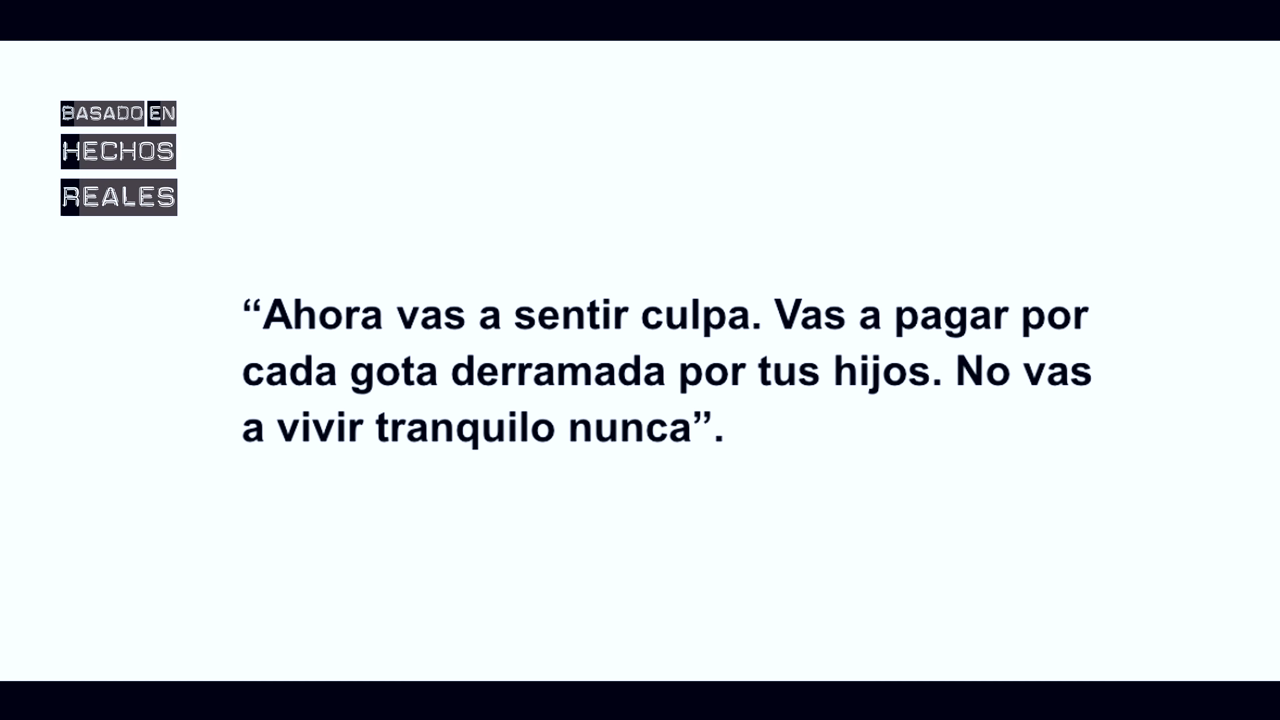 BASADO EN
HECHOS
REALES
“Ahora vas a sentir culpa. Vas a pagar por
cada gota derramada por tus hijos. No vas
a vivir tranquilo nunca”.